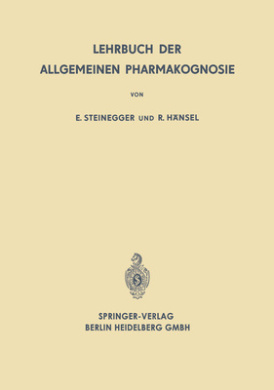 LEHRBUCH DER
ALLGEMEINEN PHARMAKOGNOSIE
VON
E. STEINEGGER UND R. HÄNSEL
SPRINGER-VERLAG
BERLIN HEIDELBERG GMBH